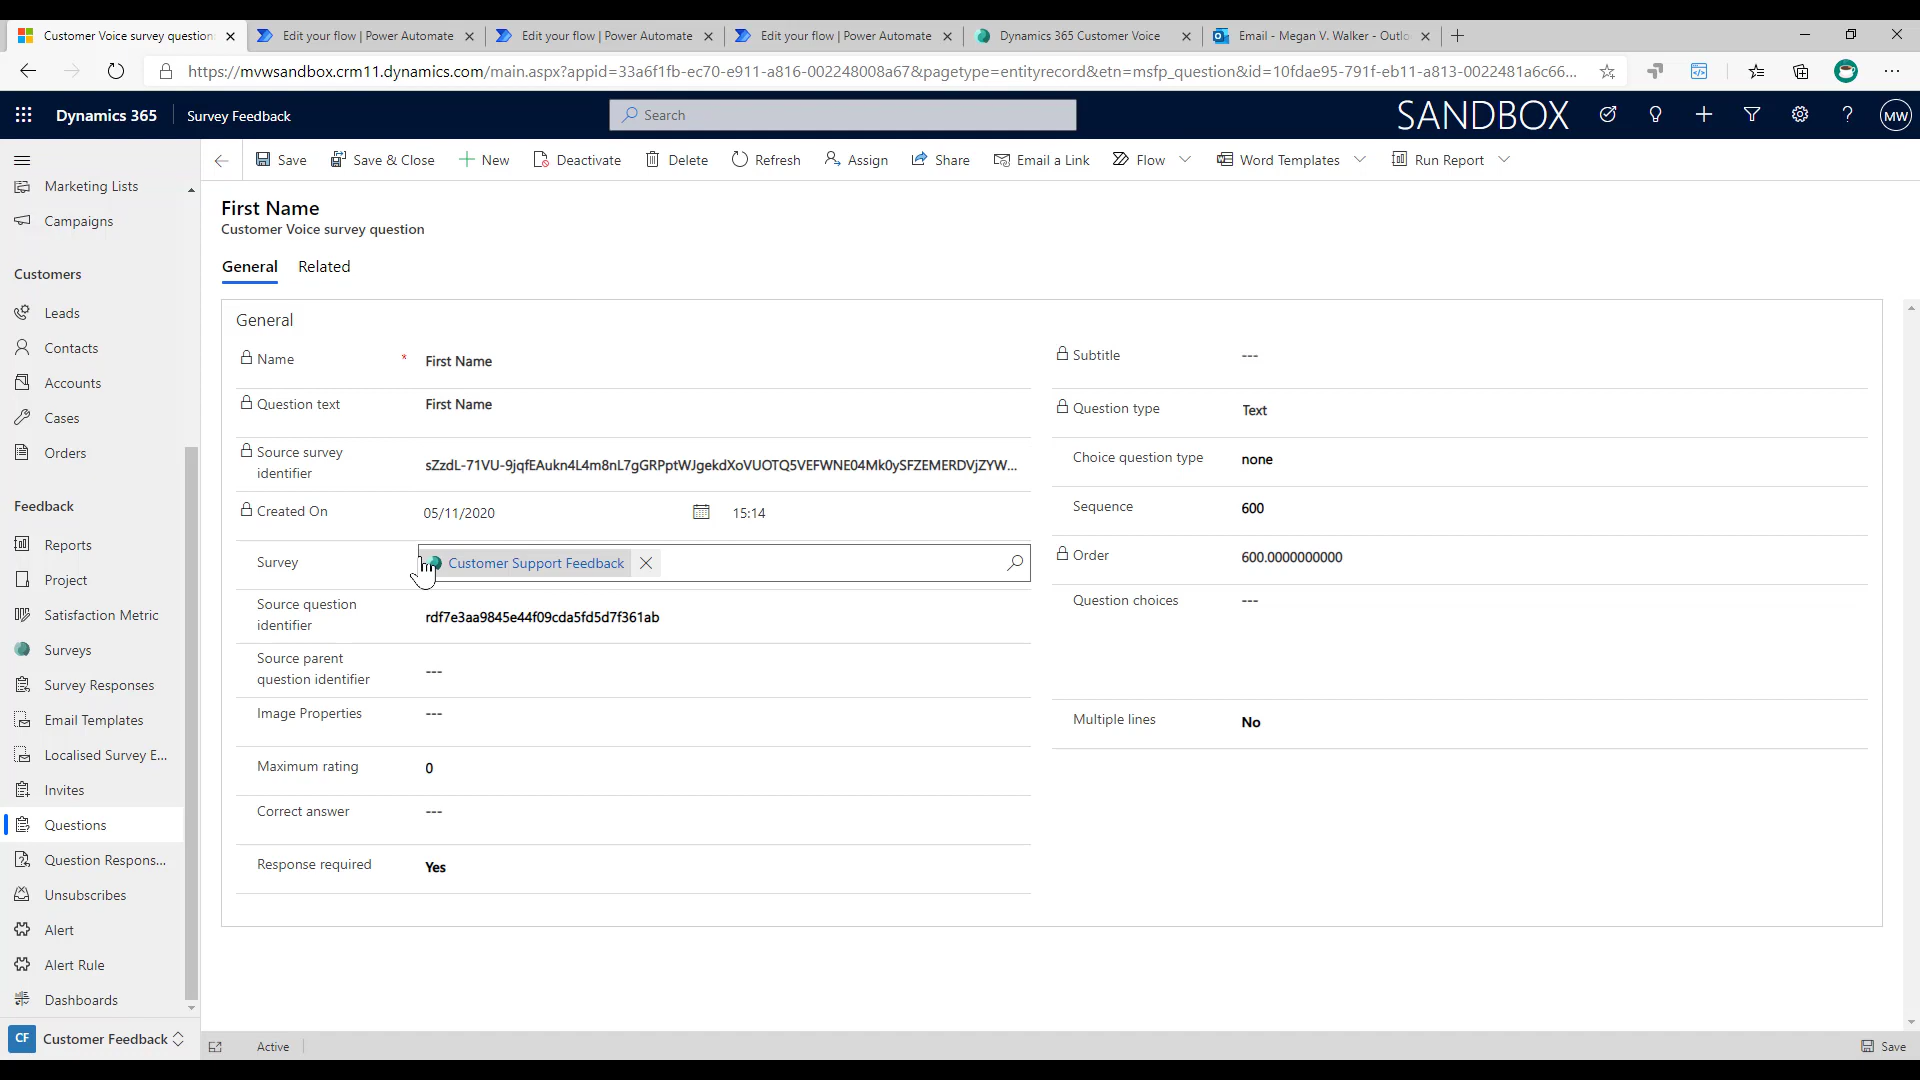 Customer Voice survey question
Edit your flow | Power Automate
Edit your flow | Power Automate
Edit your flow | Power Automate
Dynamics 365 Customer Voice
Email - Megan V. Walker - Outlo
https://mvwsandbox.crm11.dynamics.com/main.aspx?appid=33a6f1fb-ec70-e911-a816-002248008a67&pagetype=entityrecord&etn=msfp_question&id=10fdae95-791f-eb11-a813-0022481a6c66...
Dynamics 365
Survey Feedback
Search
SANDBOX
MW
Save
Save & Close
New
Deactivate
Delete
Refresh
Assign
Share
Email a Link
Flow
Word Templates
Run Report
Marketing Lists
Campaigns
Customers
Leads
Contacts
Accounts
Cases
Orders
Feedback
Reports
Project
Satisfaction Metric
Surveys
Survey Responses
Email Templates
Localised Survey E...
Invites
Questions
Question Respons...
Unsubscribes
Alert
Alert Rule
Dashboards
CF
Customer Feedback
First Name
Customer Voice survey question
General
Related
General
Name
*
First Name
Question text
First Name
Source survey
identifier
sZzdL-71VU-9jqfEAukn4L4m8nL7gGRPptWJgekdXoVUOTQ5VEFWNE04Mk0ySFZEMERDVjZYW...
Created On
05/11/2020
15:14
Survey
Customer Support Feedback
Source question
identifier
rdf7e3aa9845e44f09cda5fd5d7f361ab
Source parent
question identifier
---
Image Properties
---
Maximum rating
0
Correct answer
---
Response required
Yes
Subtitle
---
Question type
Text
Choice question type
none
Sequence
600
Order
600.0000000000
Question choices
---
Multiple lines
No
Active
Save